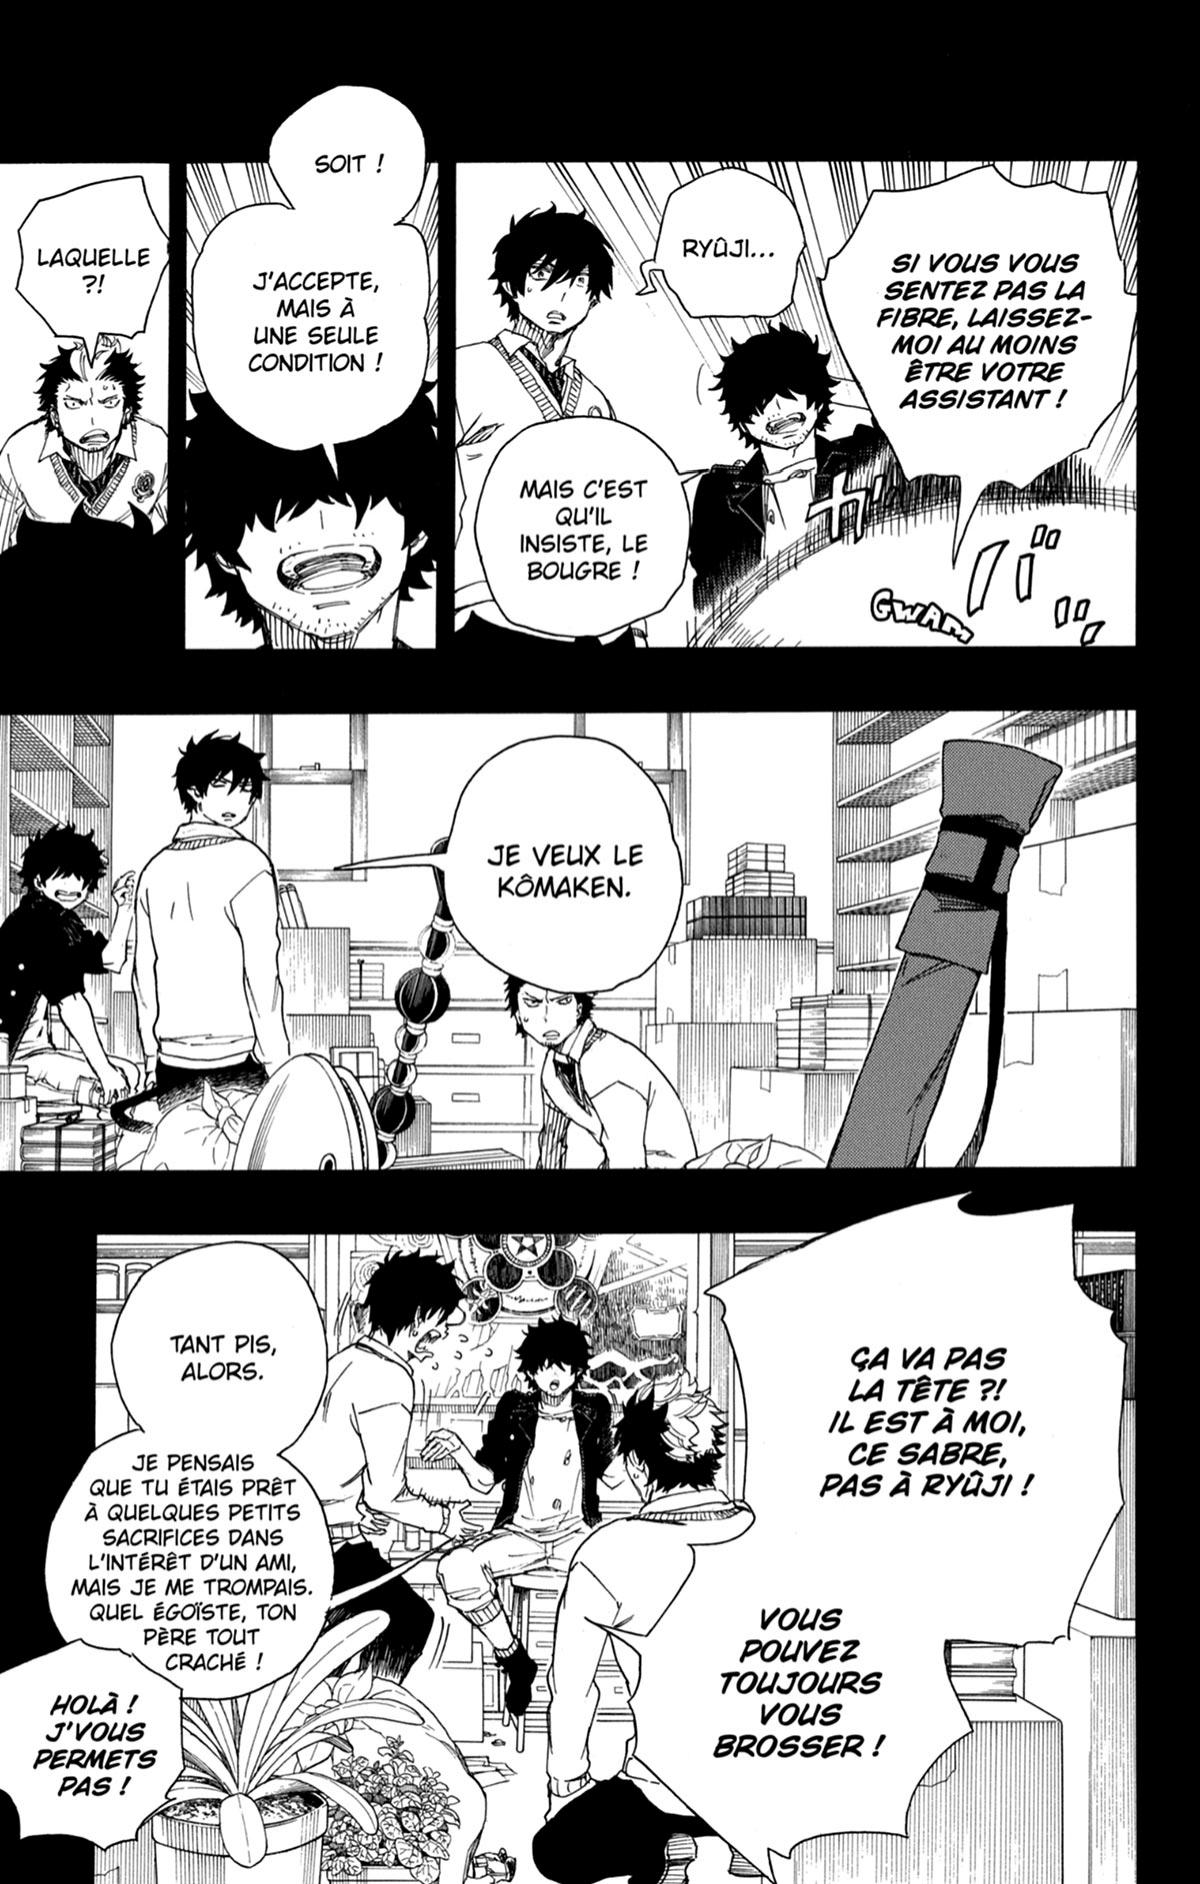 SI VOUS VOUS
SENTEZ PAS LA
FIBRE, LAISSEZ-
MOI AU MOINS
ÊTRE VOTRE
ASSISTANT !
RYÛJI...
MAIS C'EST
QU'IL
INSISTE, LE
BOUGRE !
ガバッ
GWAM
SOIT !
J'ACCEPTE,
MAIS À
UNE SEULE
CONDITION !
LAQUELLE
?!
JE VEUX LE
KÔMAKEN.
ÇA VA PAS
LA TÊTE ?!
IL EST À MOI,
CE SABRE,
PAS À RYÛJI !
VOUS
POUVEZ
TOUJOURS
VOUS
BROSSER !
TANT PIS,
ALORS.
JE PENSAIS
QUE TU ÉTAIS PRÊT
À QUELQUES PETITS
SACRIFICES DANS
L'INTÉRÊT D'UN AMI,
MAIS JE ME TROMPAIS.
QUEL ÉGOÏSTE, TON
PÈRE TOUT
CRACHÉ !
HOLÀ !
J'VOUS
PERMETS
PAS !